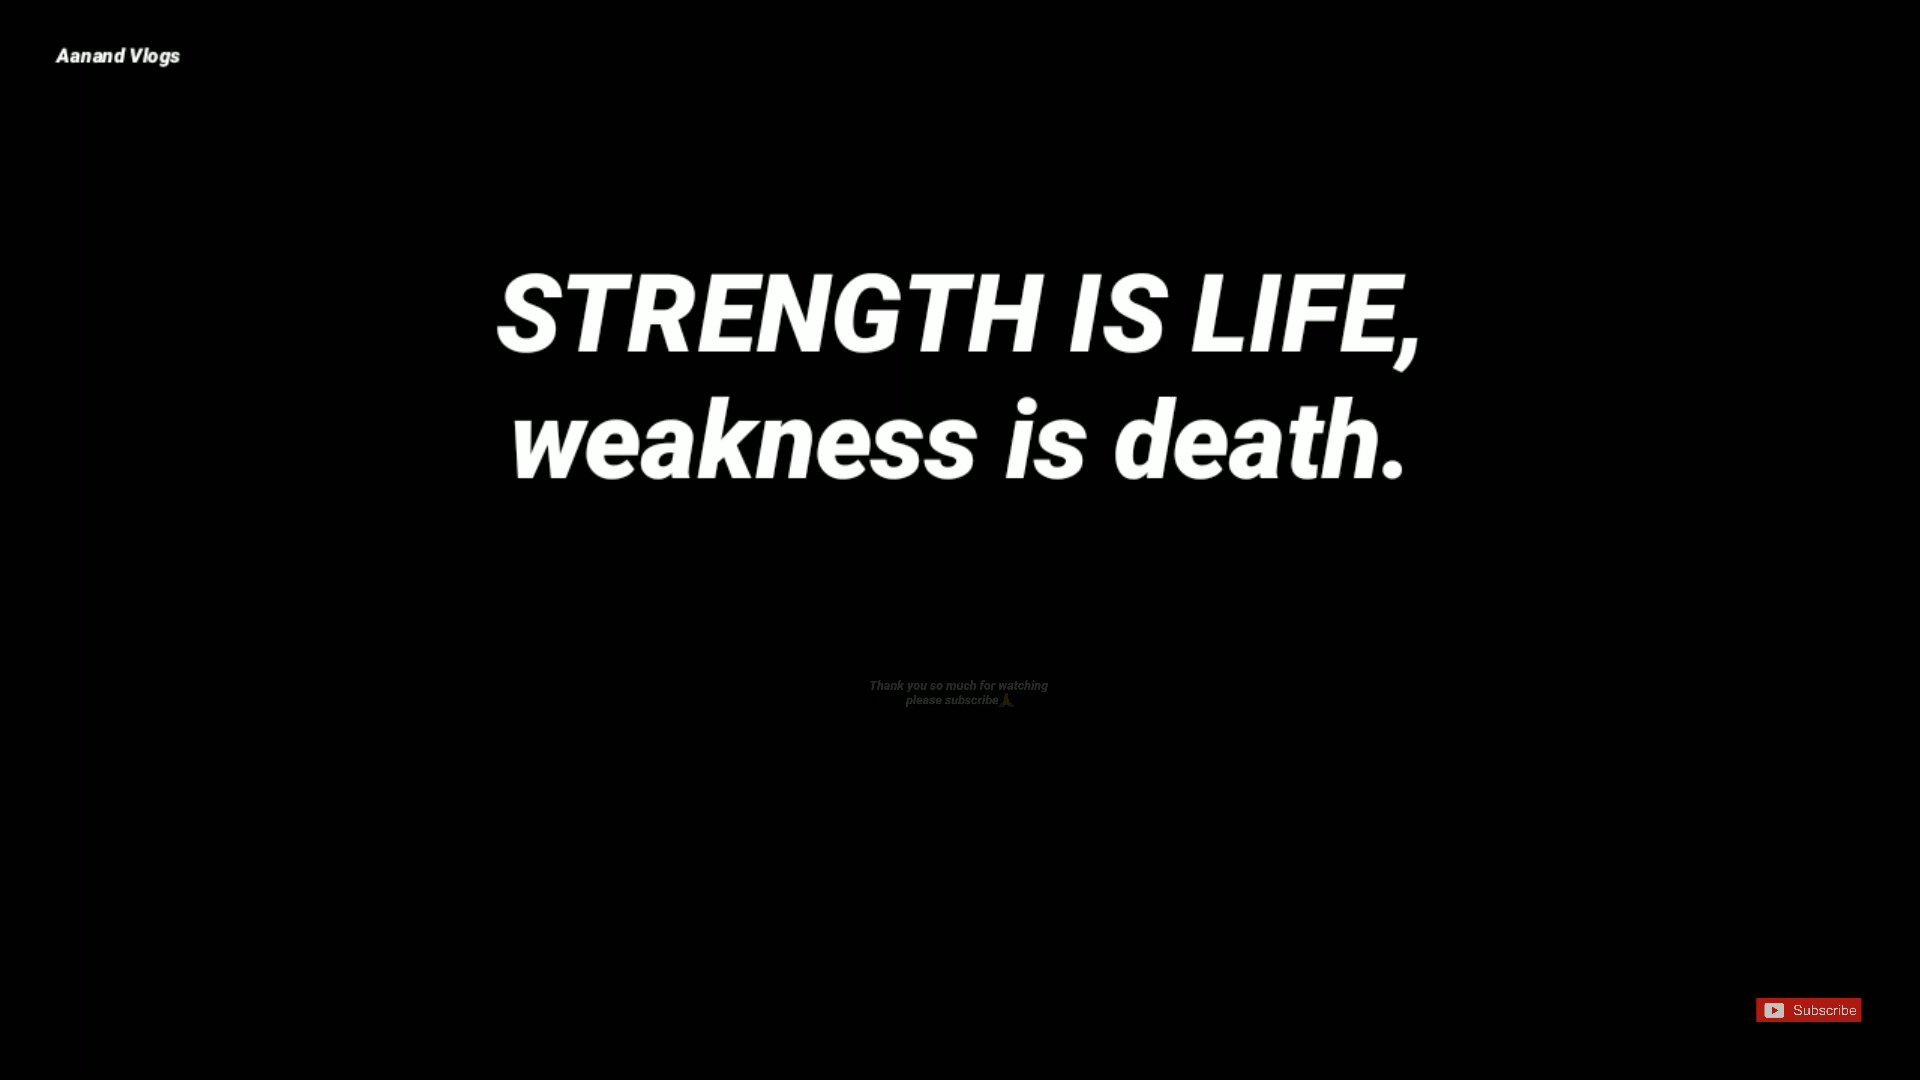 Aanand Vlogs
STRENGTH IS LIFE,
weakness is death.
Thank you so much for watching
please subscribe🙏
Subscribe